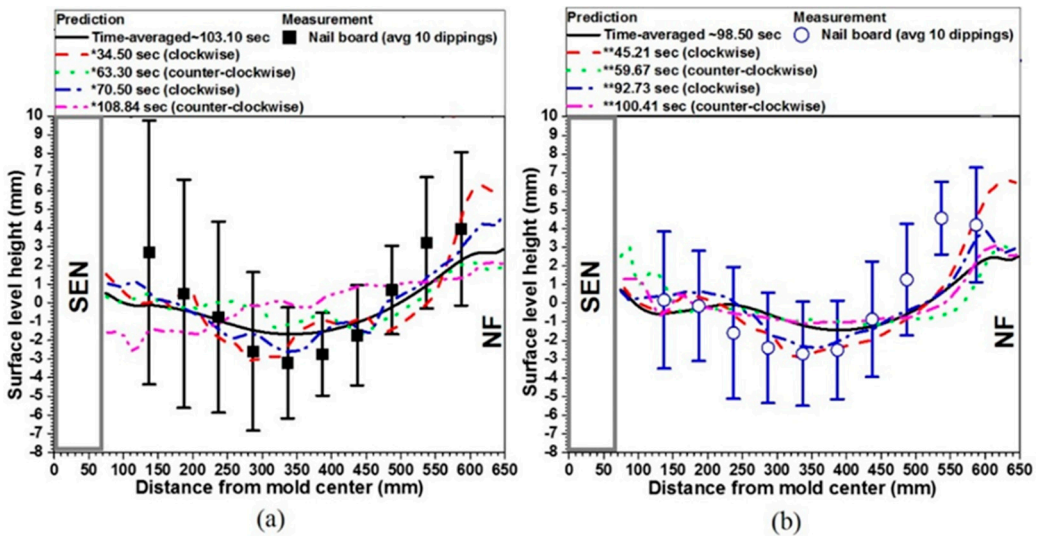 (a)
Prediction Measurement
Time-averaged~103.10 sec Nail board (avg 10 dippings)
*34.50 sec (clockwise)
*63.30 sec (counter-clockwise)
*70.50 sec (clockwise)
*108.84 sec (counter-clockwise)
Surface level height (mm)
10
9
8
7
6
5
4
3
2
1
0
-1
-2
-3
-4
-5
-6
-7
-8
SEN
NF
0 50 100 150 200 250 300 350 400 450 500 550 600 650
Distance from mold center (mm)
(a)
(b)
Prediction Measurement
Time-averaged ~98.50 sec Nail board (avg 10 dippings)
**45.21 sec (clockwise)
**59.67 sec (counter-clockwise)
**92.73 sec (clockwise)
**100.41 sec (counter-clockwise)
Surface level height (mm)
10
9
8
7
6
5
4
3
2
1
0
-1
-2
-3
-4
-5
-6
-7
-8
SEN
NF
0 50 100 150 200 250 300 350 400 450 500 550 600 650
Distance from mold center (mm)
(b)